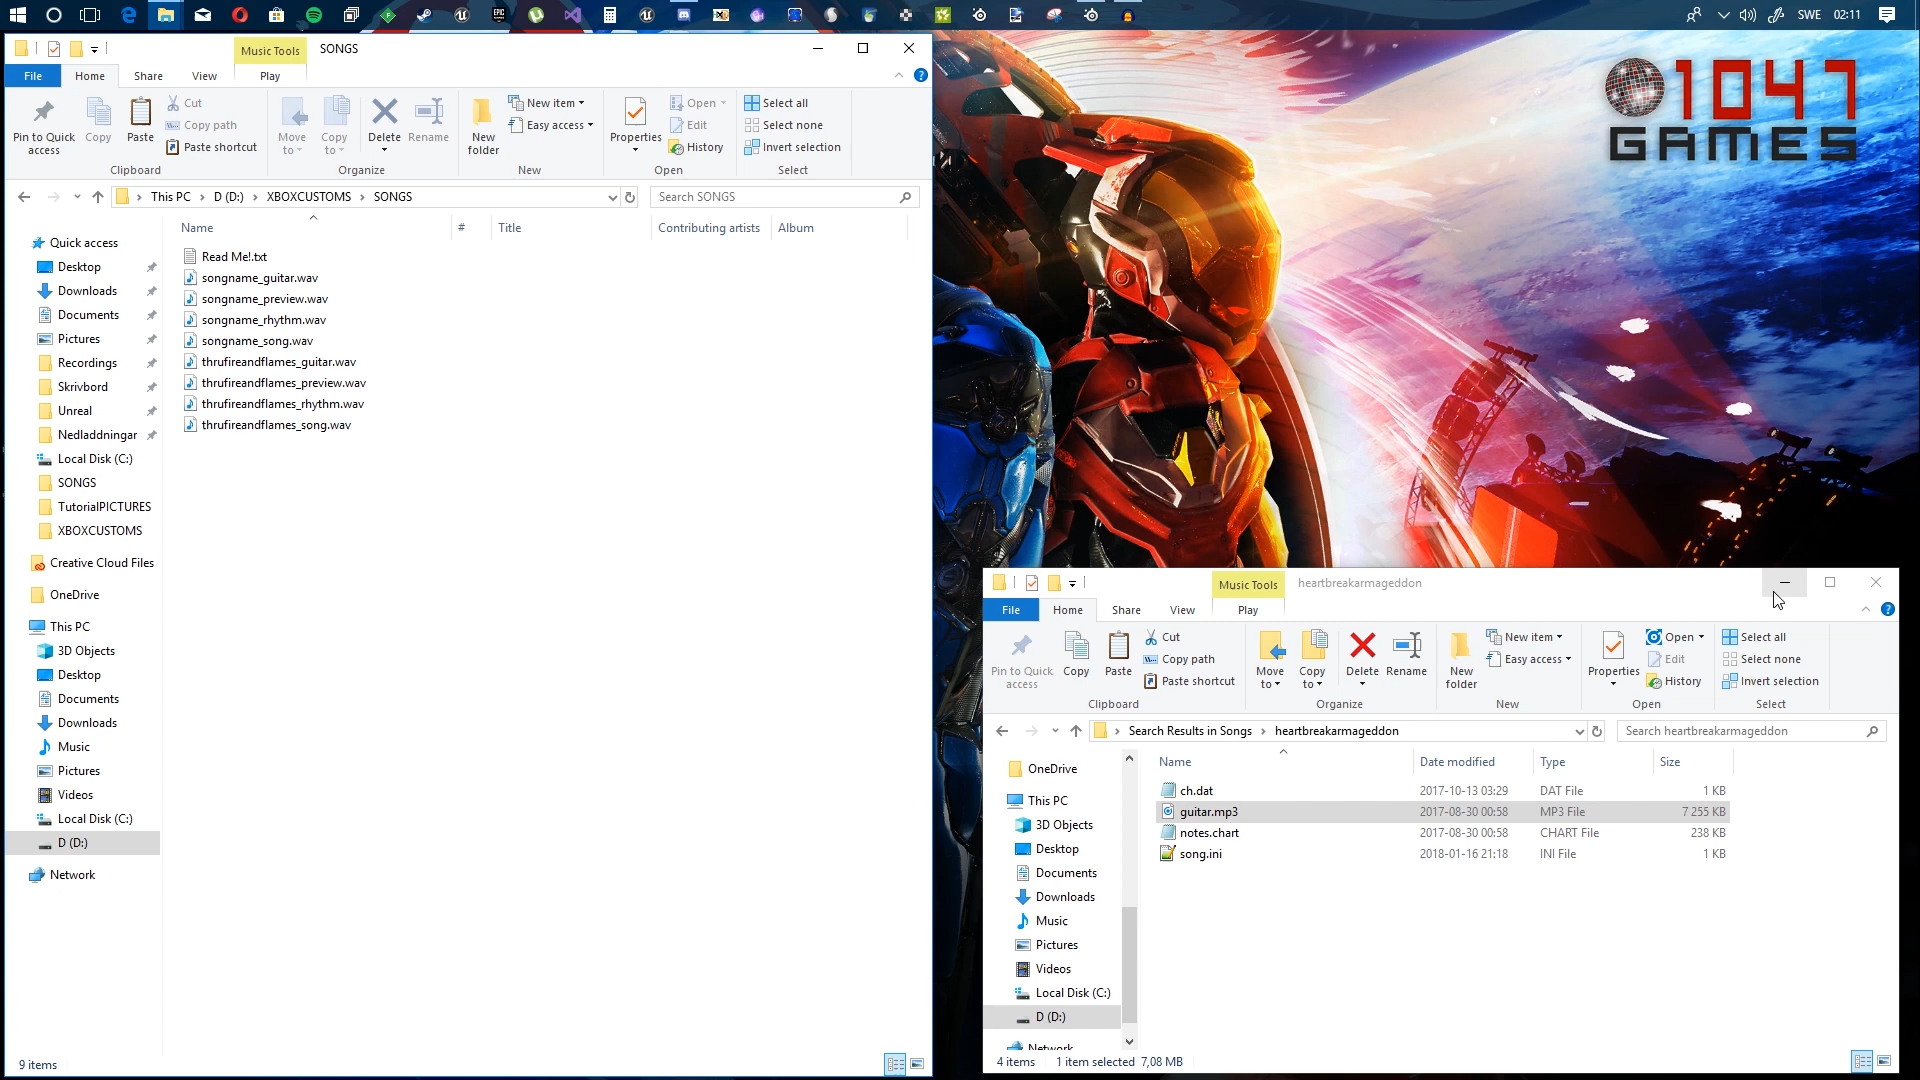 SWE 02:11
Music Tools SONGS
File Home Share View Play
Pin to Quick access
Copy
Paste
Cut
Copy path
Paste shortcut
Clipboard
Move to
Copy to
Delete
Rename
Organize
New folder
New item
Easy access
New
Properties
Open
Edit
History
Open
Select all
Select none
Invert selection
Select
This PC D (D:) XBOXCUSTOMS SONGS
Search SONGS
Name # Title Contributing artists Album
Quick access
Desktop
Downloads
Documents
Pictures
Recordings
Skrivbord
Unreal
Nedladdningar
Local Disk (C:)
SONGS
TutorialPICTURES
XBOXCUSTOMS
Creative Cloud Files
OneDrive
This PC
3D Objects
Desktop
Documents
Downloads
Music
Pictures
Videos
Local Disk (C:)
D (D:)
Network
Read Me!.txt
songname_guitar.wav
songname_preview.wav
songname_rhythm.wav
songname_song.wav
thrufireandflames_guitar.wav
thrufireandflames_preview.wav
thrufireandflames_rhythm.wav
thrufireandflames_song.wav
9 items
1047
GAMES
Music Tools heartbreakarmageddon
File Home Share View Play
Pin to Quick access
Copy
Paste
Cut
Copy path
Paste shortcut
Clipboard
Move to
Copy to
Delete
Rename
Organize
New folder
New item
Easy access
New
Properties
Open
Edit
History
Open
Select all
Select none
Invert selection
Select
Search Results in Songs heartbreakarmageddon
Search heartbreakarmageddon
Name Date modified Type Size
OneDrive
This PC
3D Objects
Desktop
Documents
Downloads
Music
Pictures
Videos
Local Disk (C:)
D (D:)
Network
ch.dat 2017-10-13 03:29 DAT File 1 KB
guitar.mp3 2017-08-30 00:58 MP3 File 7 255 KB
notes.chart 2017-08-30 00:58 CHART File 238 KB
song.ini 2018-01-16 21:18 INI File 1 KB
4 items 1 item selected 7,08 MB